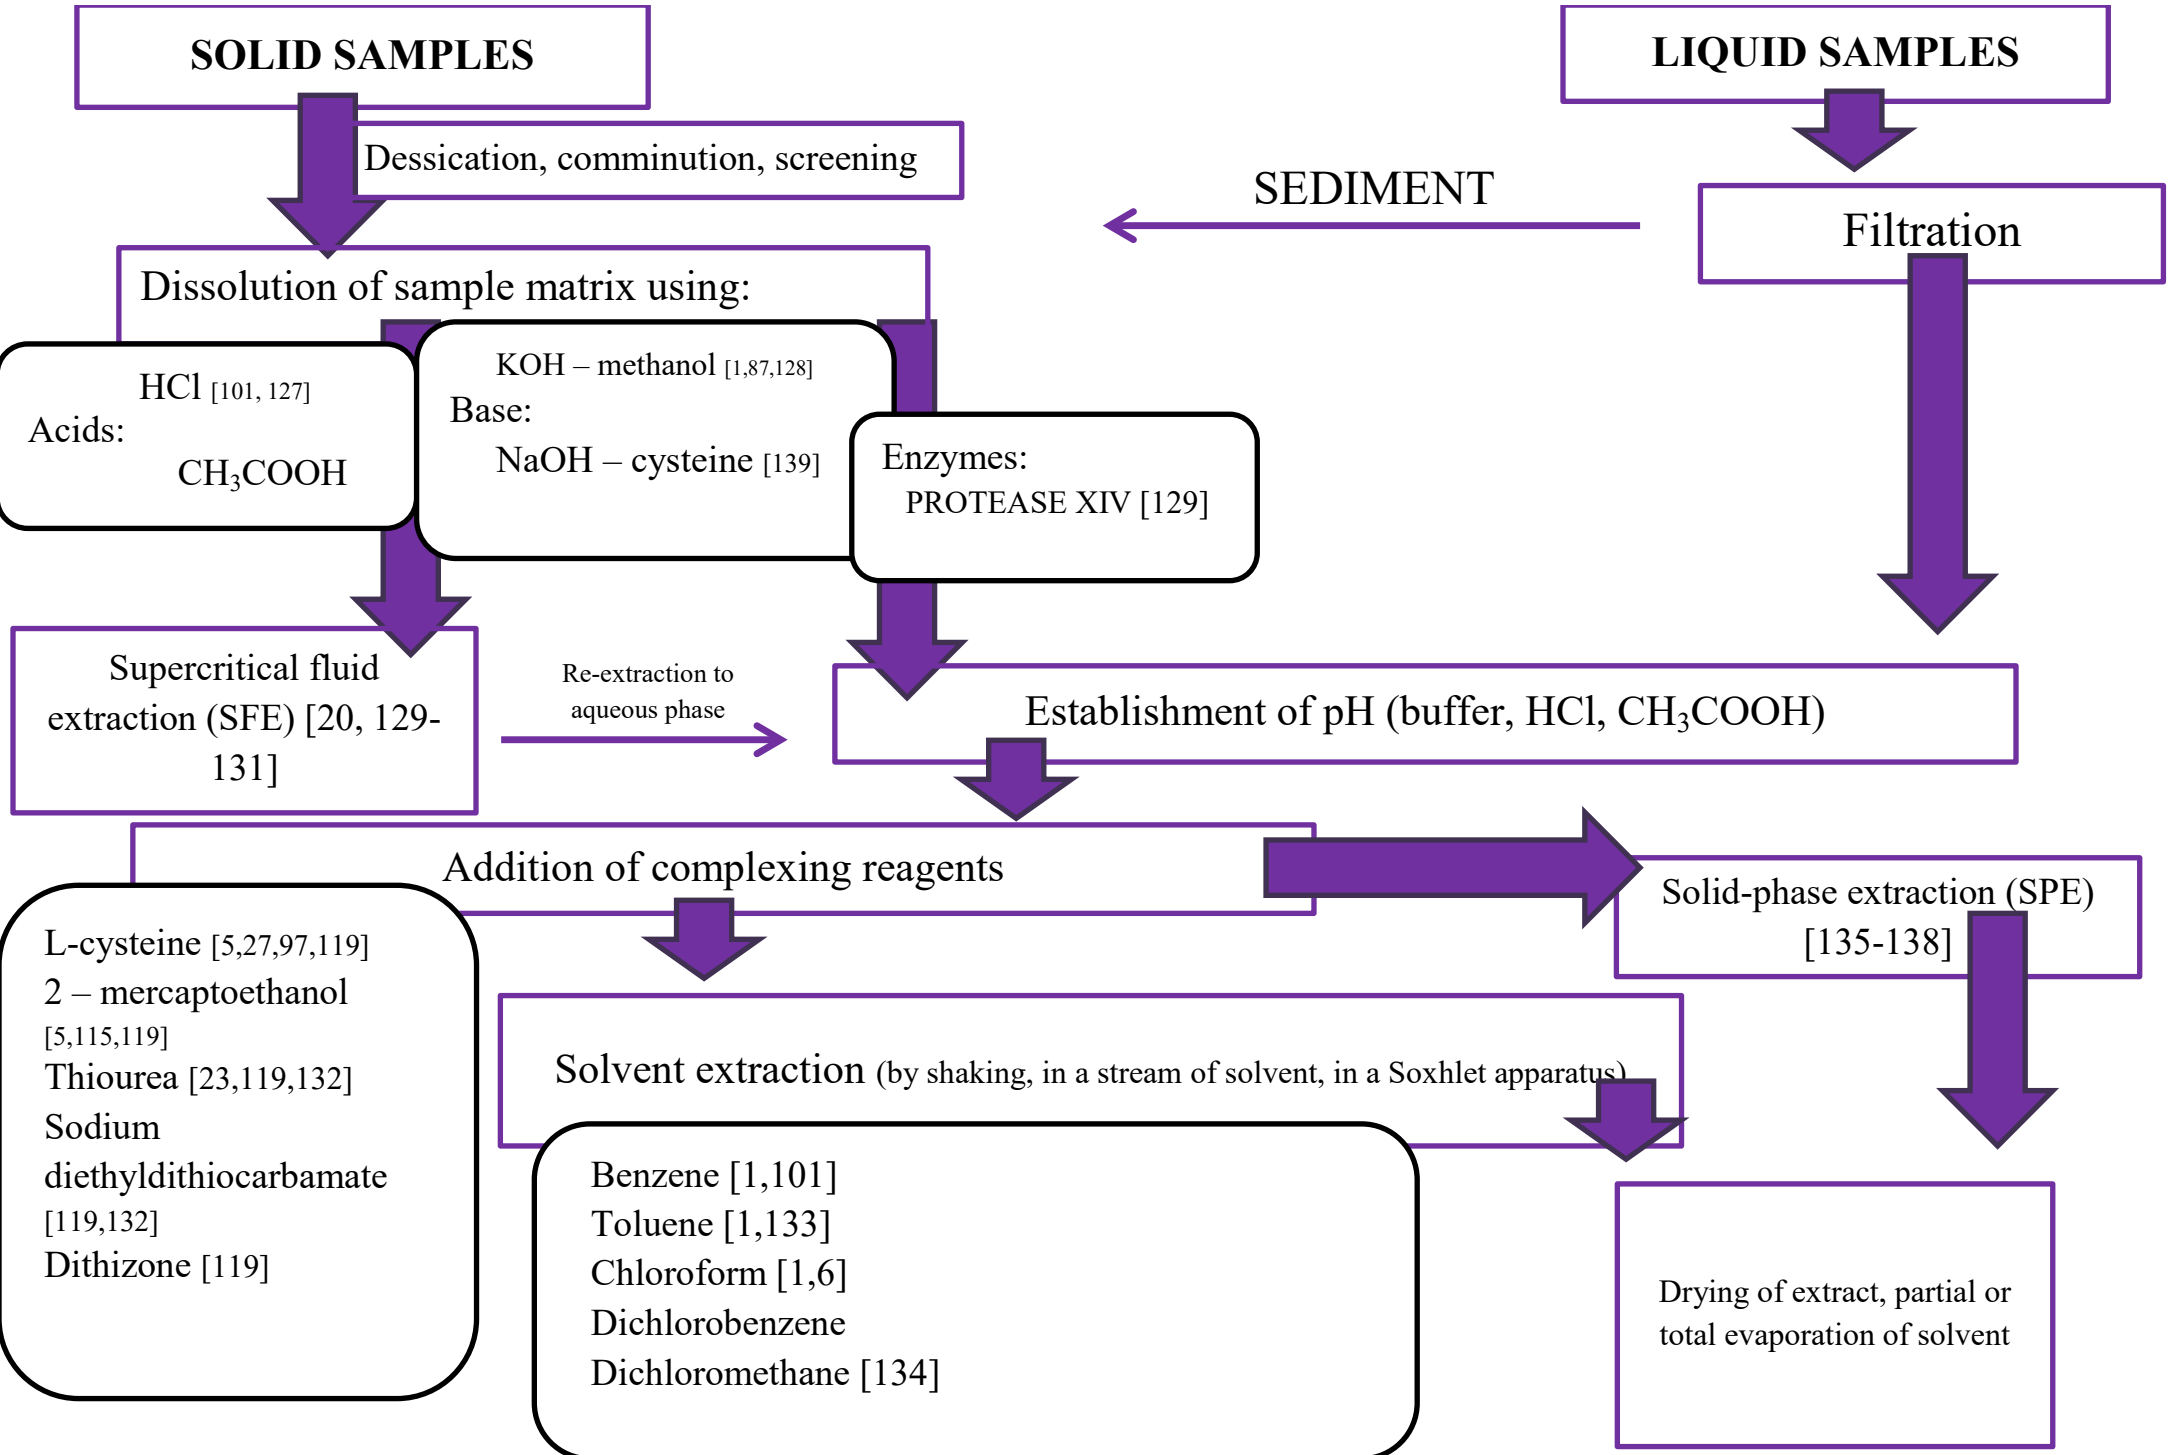 SOLID SAMPLES
LIQUID SAMPLES
Dessication, comminution, screening
SEDIMENT
Filtration
Dissolution of sample matrix using:
HCl [101, 127]
Acids:
CH₃COOH
KOH – methanol [1,87,128]
Base:
NaOH – cysteine [139]
Enzymes:
PROTEASE XIV [129]
Supercritical fluid
extraction (SFE) [20, 129-
131]
Re-extraction to
aqueous phase
Establishment of pH (buffer, HCl, CH₃COOH)
Addition of complexing reagents
Solid-phase extraction (SPE)
[135-138]
L-cysteine [5,27,97,119]
2 – mercaptoethanol
[5,115,119]
Thiourea [23,119,132]
Sodium
diethyldithiocarbamate
[119,132]
Dithizone [119]
Solvent extraction (by shaking, in a stream of solvent, in a Soxhlet apparatus)
Benzene [1,101]
Toluene [1,133]
Chloroform [1,6]
Dichlorobenzene
Dichloromethane [134]
Drying of extract, partial or
total evaporation of solvent